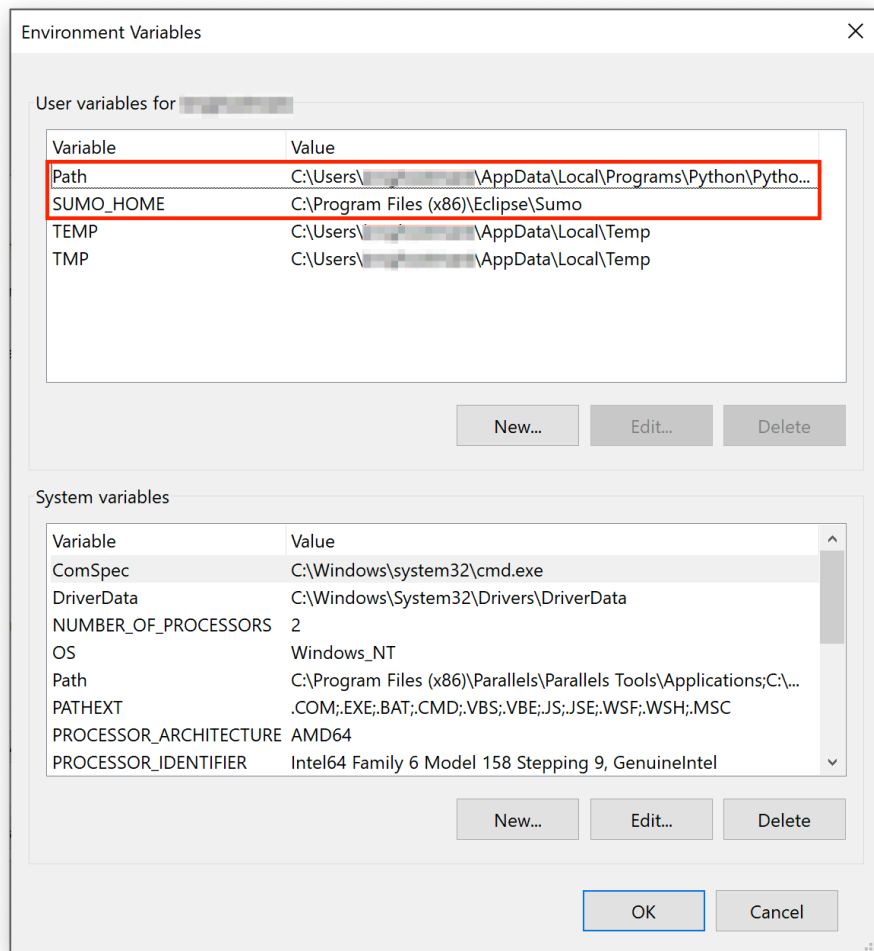 Environment Variables
User variables for
Variable Value
Path C:\Users\ \AppData\Local\Programs\Python\Pytho...
SUMO_HOME C:\Program Files (x86)\Eclipse\Sumo
TEMP C:\Users\ \AppData\Local\Temp
TMP C:\Users\ \AppData\Local\Temp
New... Edit... Delete
System variables
Variable Value
ComSpec C:\Windows\system32\cmd.exe
DriverData C:\Windows\System32\Drivers\DriverData
NUMBER_OF_PROCESSORS 2
OS Windows_NT
Path C:\Program Files (x86)\Parallels\Parallels Tools\Applications;C:\...
PATHEXT .COM;.EXE;.BAT;.CMD;.VBS;.VBE;.JS;.JSE;.WSF;.WSH;.MSC
PROCESSOR_ARCHITECTURE AMD64
PROCESSOR_IDENTIFIER Intel64 Family 6 Model 158 Stepping 9, GenuineIntel
New... Edit... Delete
OK Cancel